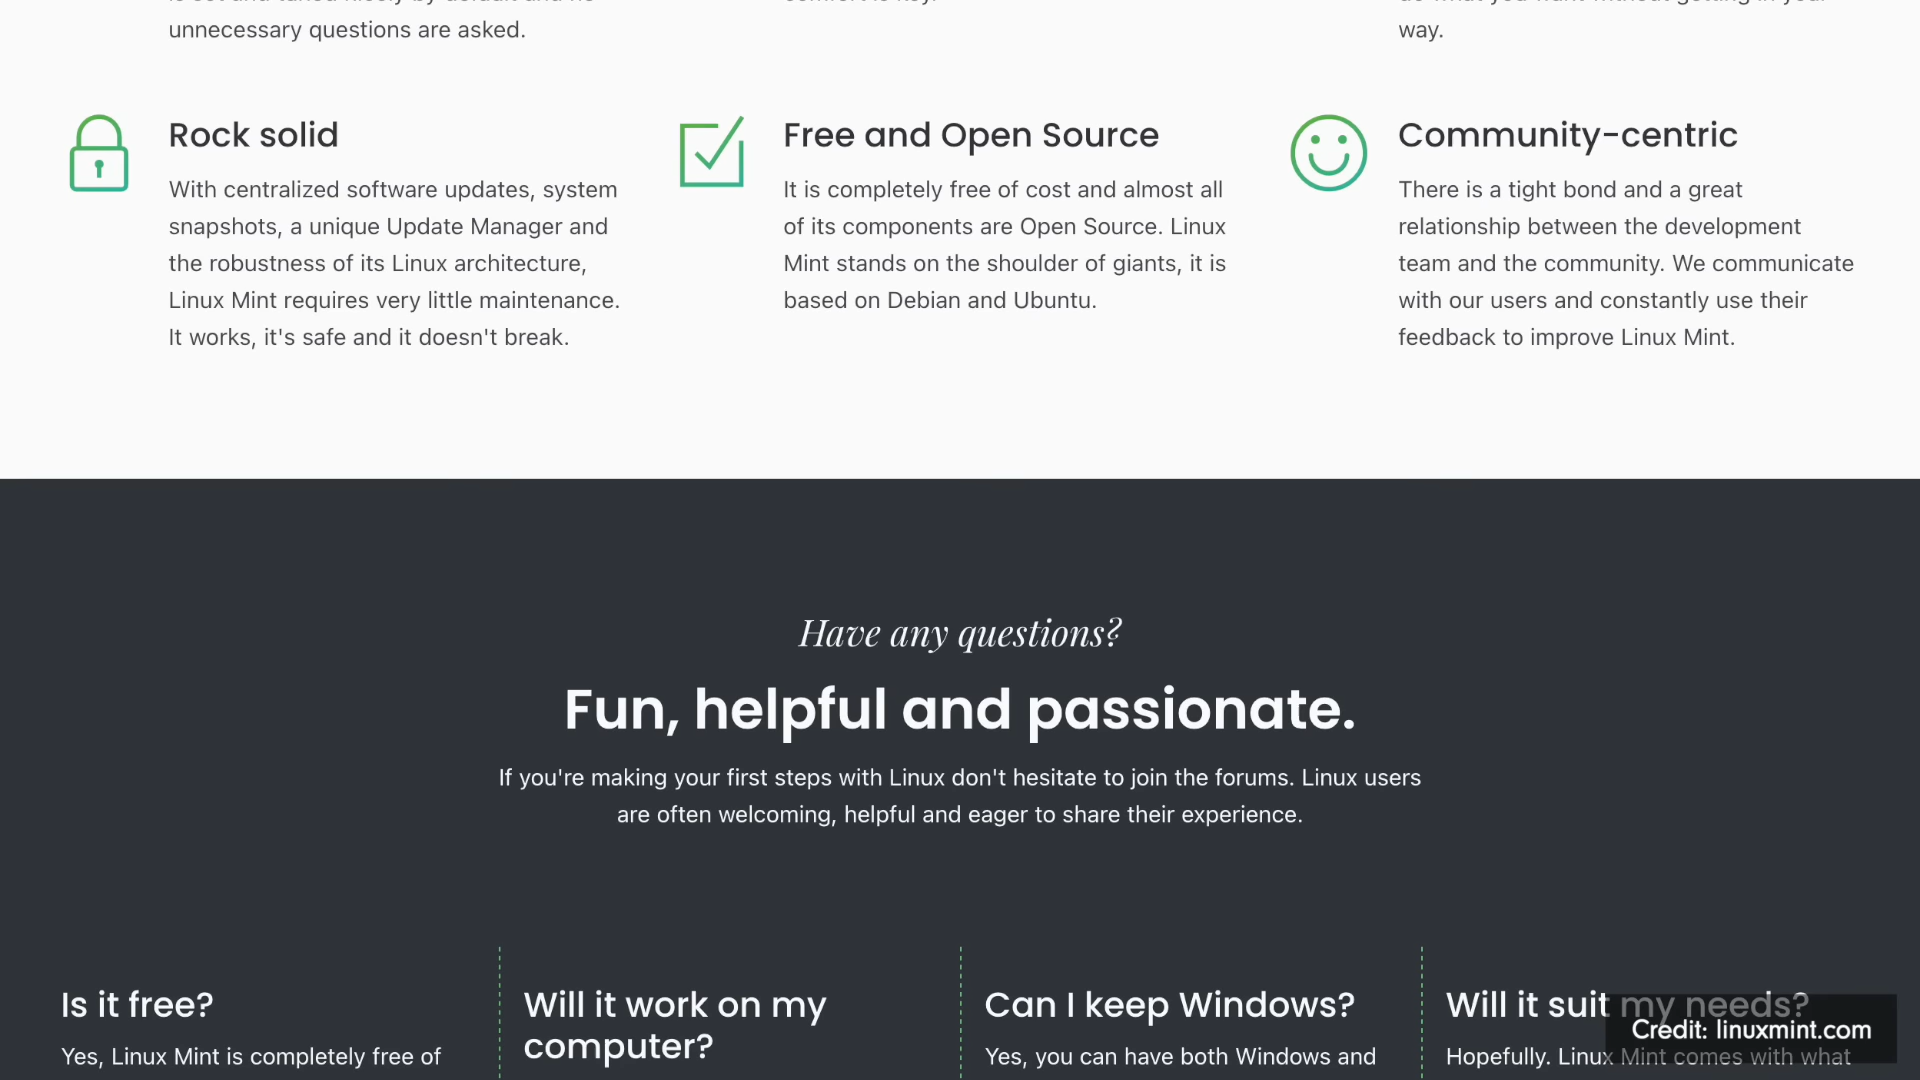 unnecessary questions are asked.
way.
Rock solid
With centralized software updates, system
snapshots, a unique Update Manager and
the robustness of its Linux architecture,
Linux Mint requires very little maintenance.
It works, it's safe and it doesn't break.
Free and Open Source
It is completely free of cost and almost all
of its components are Open Source. Linux
Mint stands on the shoulder of giants, it is
based on Debian and Ubuntu.
Community-centric
There is a tight bond and a great
relationship between the development
team and the community. We communicate
with our users and constantly use their
feedback to improve Linux Mint.
Have any questions?
Fun, helpful and passionate.
If you're making your first steps with Linux don't hesitate to join the forums. Linux users
are often welcoming, helpful and eager to share their experience.
Is it free?
Yes, Linux Mint is completely free of
Will it work on my
computer?
Can I keep Windows?
Yes, you can have both Windows and
Will it suit my needs?
Hopefully. Linux Mint comes with what
Credit: linuxmint.com